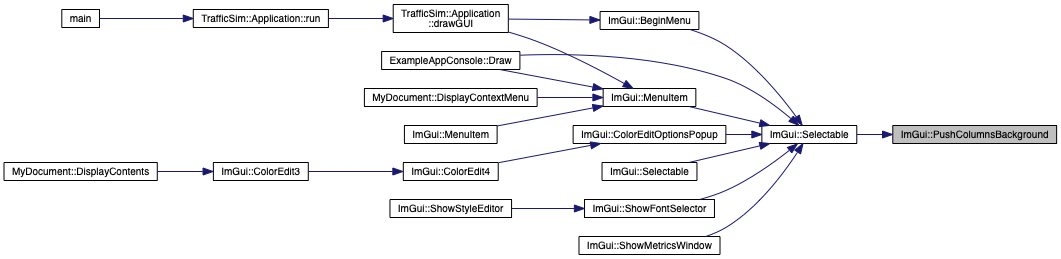 main
TrafficSim::Application::run
TrafficSim::Application
::drawGUI
ImGui::BeginMenu
ExampleAppConsole::Draw
MyDocument::DisplayContextMenu
ImGui::MenuItem
ImGui::MenuItem
ImGui::ColorEditOptionsPopup
ImGui::Selectable
ImGui::PushColumnsBackground
MyDocument::DisplayContents
ImGui::ColorEdit3
ImGui::ColorEdit4
ImGui::Selectable
ImGui::ShowStyleEditor
ImGui::ShowFontSelector
ImGui::ShowMetricsWindow